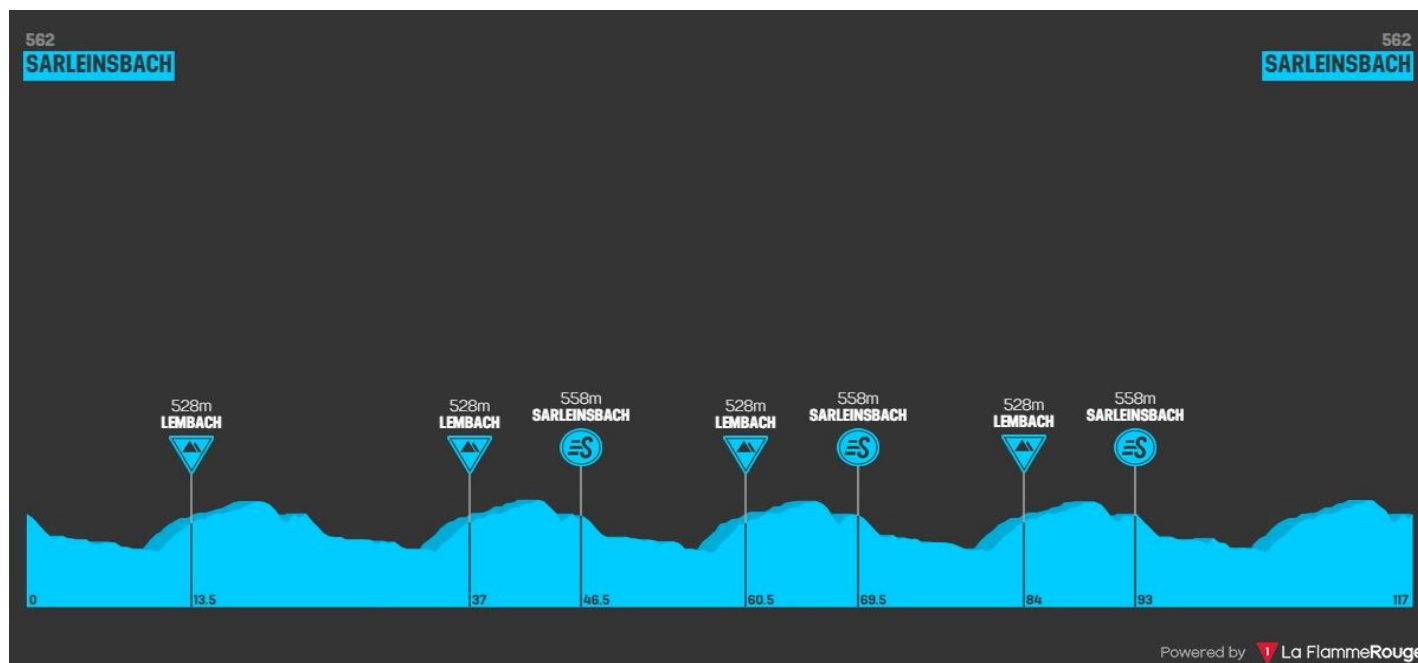 562
SARLEINSBACH
562
SARLEINSBACH
528m
LEMBACH
528m
LEMBACH
558m
SARLEINSBACH
528m
LEMBACH
558m
SARLEINSBACH
528m
LEMBACH
558m
SARLEINSBACH
S
S
S
0
13.5
37
46.5
60.5
69.5
84
93
117
Powered by 1 La FlammeRouge